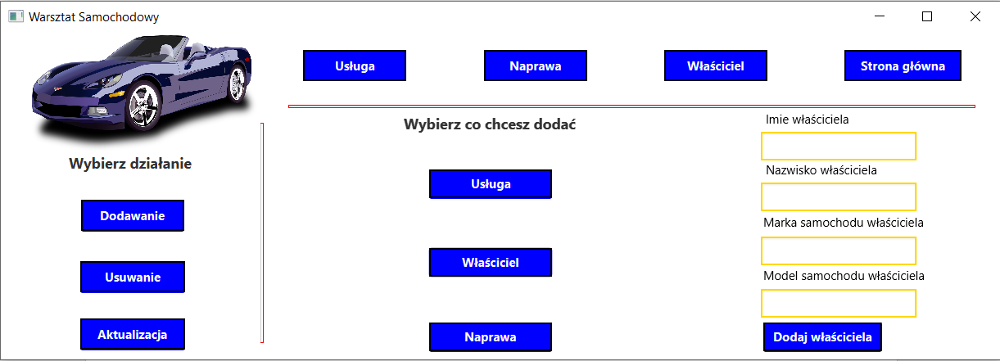 Warsztat Samochodowy
Usługa
Naprawa
Właściciel
Strona główna
Wybierz działanie
Dodawanie
Usuwanie
Aktualizacja
Wybierz co chcesz dodać
Usługa
Właściciel
Naprawa
Imie właściciela
Nazwisko właściciela
Marka samochodu właściciela
Model samochodu właściciela
Dodaj właściciela